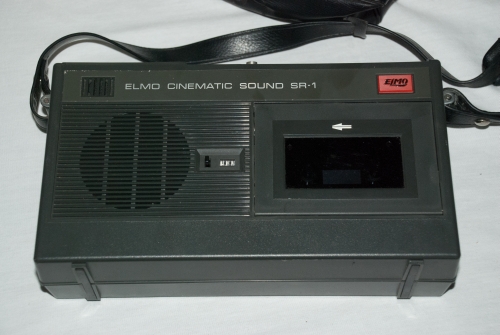 ELMO CINEMATIC SOUND SR-1
ELMO